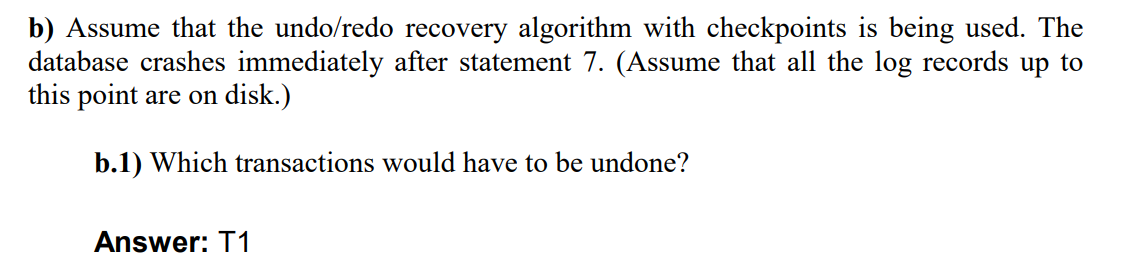 b) Assume that the undo/redo recovery algorithm with checkpoints is being used. The
database crashes immediately after statement 7. (Assume that all the log records up to
this point are on disk.)
b.1) Which transactions would have to be undone?
Answer: T1